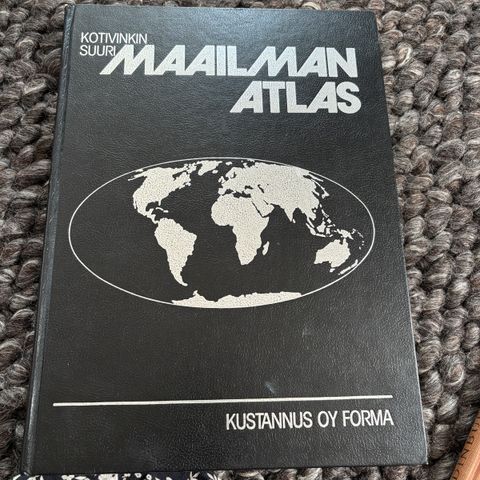 KOTIVINKIN
SUURI MAAILMAN
ATLAS
KUSTANNUS OY FORMA